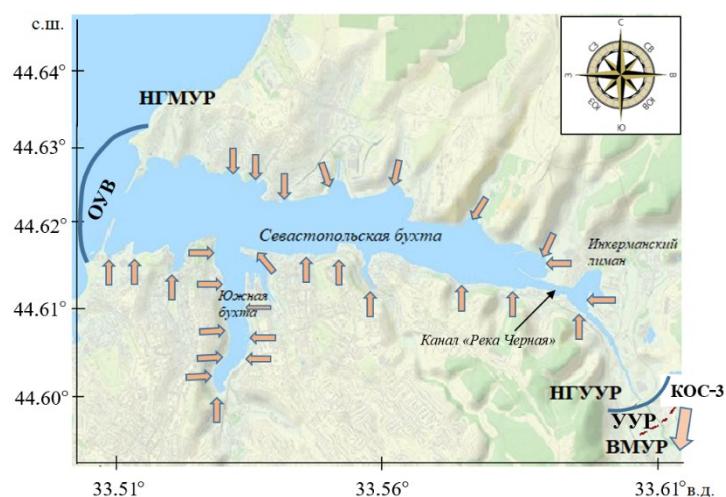 с.ш.
44.64°
44.63°
44.62°
44.61°
44.60°
НГМУР
ОУВ
С
СВ
В
ЮВ
Ю
ЮЗ
З
СЗ
Севастопольская бухта
Инкерманский
лиман
Южная
бухта
Канал «Река Черная»
НГУУР
КОС-3
УУР
ВМУР
33.51°
33.56°
33.61°
в.д.